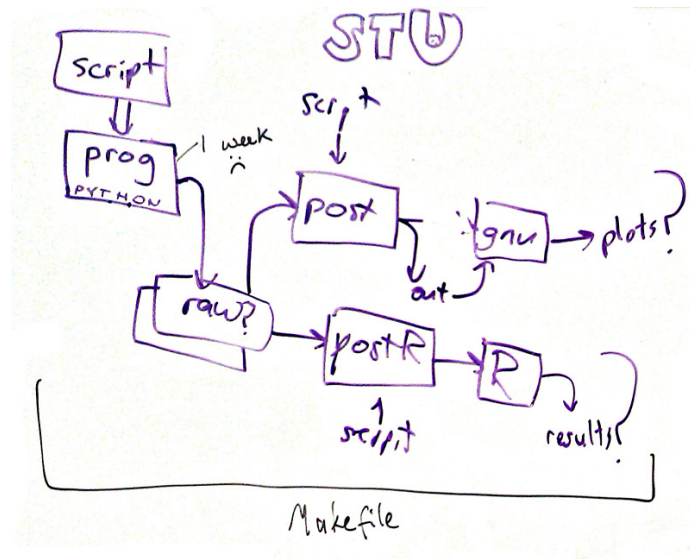 STU
script
script
prog
PYTHON
1 week
post
gnu
plots?
out
raw?
postR
R
script
results?
Makefile